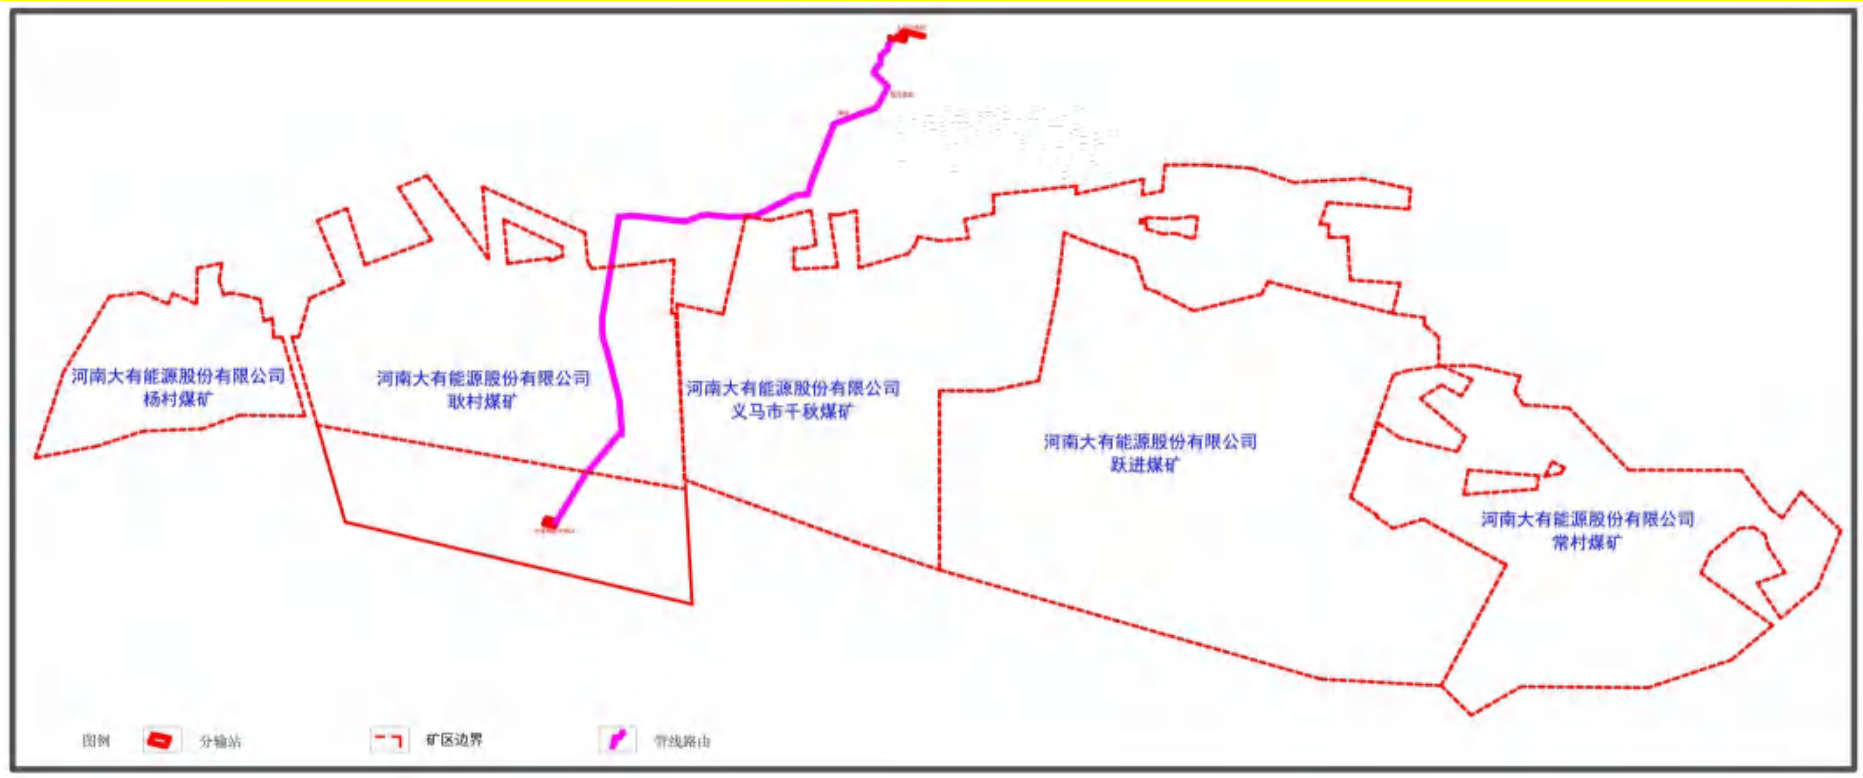 河南大有能源股份有限公司
杨村煤矿
河南大有能源股份有限公司
耿村煤矿
河南大有能源股份有限公司
义马市千秋煤矿
河南大有能源股份有限公司
跃进煤矿
河南大有能源股份有限公司
常村煤矿
图例 分输站 矿区边界 管线路由